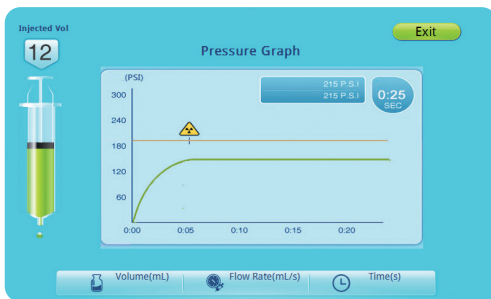 Injected Vol
Exit
12
Pressure Graph
(PSI)
215 P.S.I
215 P.S.I
0:25
SEC
300
240
180
120
60
0:00 0:05 0:10 0:15 0:20
Volume(mL) Flow Rate(mL/s) Time(s)